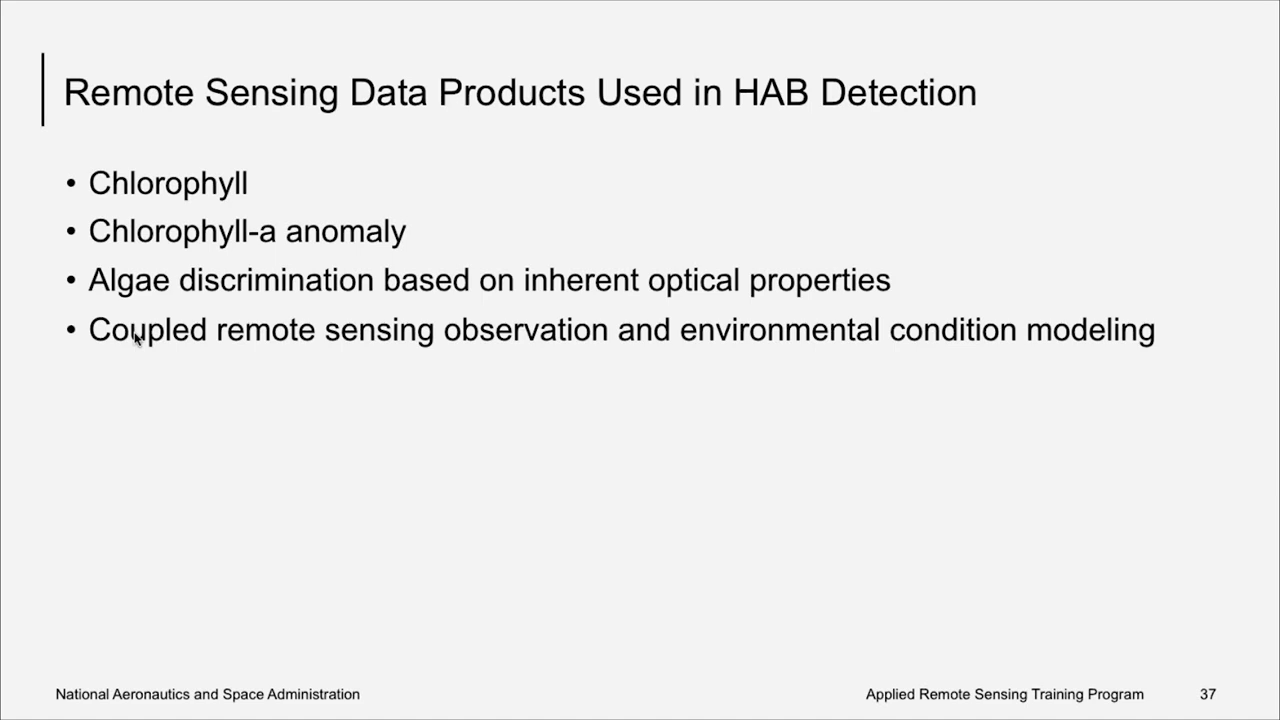 Remote Sensing Data Products Used in HAB Detection
• Chlorophyll
• Chlorophyll-a anomaly
• Algae discrimination based on inherent optical properties
• Coupled remote sensing observation and environmental condition modeling
National Aeronautics and Space Administration
Applied Remote Sensing Training Program
37